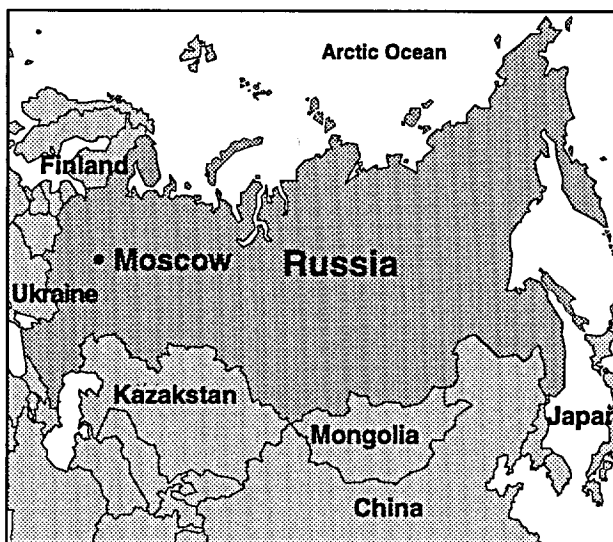 Arctic Ocean
Finland
• Moscow
Russia
Ukraine
Kazakstan
Mongolia
Japan
China